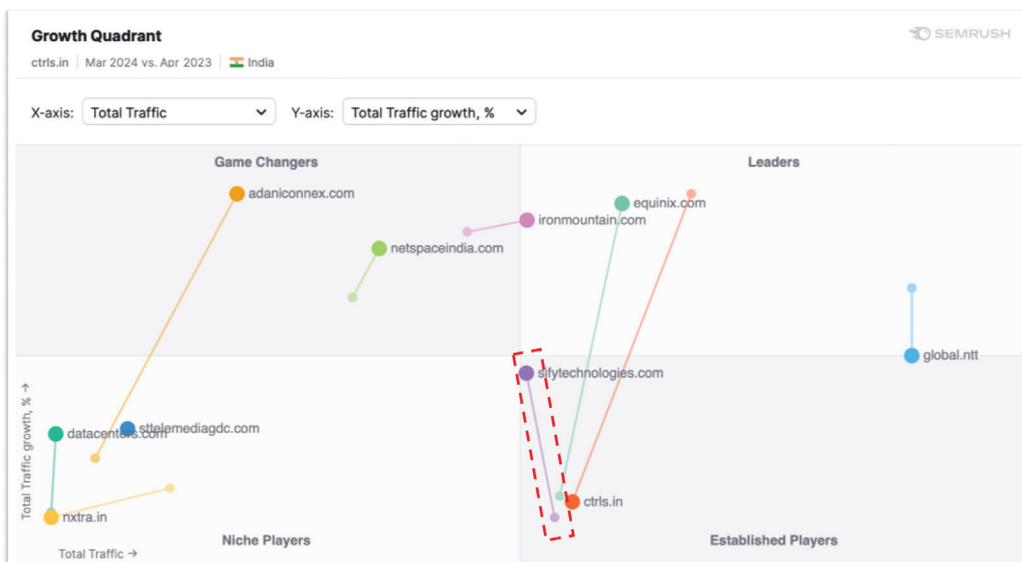 Growth Quadrant
SEMRUSH
ctrls.in Mar 2024 vs. Apr 2023 India
X-axis: Total Traffic Y-axis: Total Traffic growth, %
Game Changers
Leaders
adaniconnex.com
equinix.com
ironmountain.com
netspaceindia.com
global.ntt
sifytechnologies.com
sttelemediagdc.com
datacenters.com
ctrls.in
nxtra.in
Total Traffic growth, % →
Niche Players
Established Players
Total Traffic →